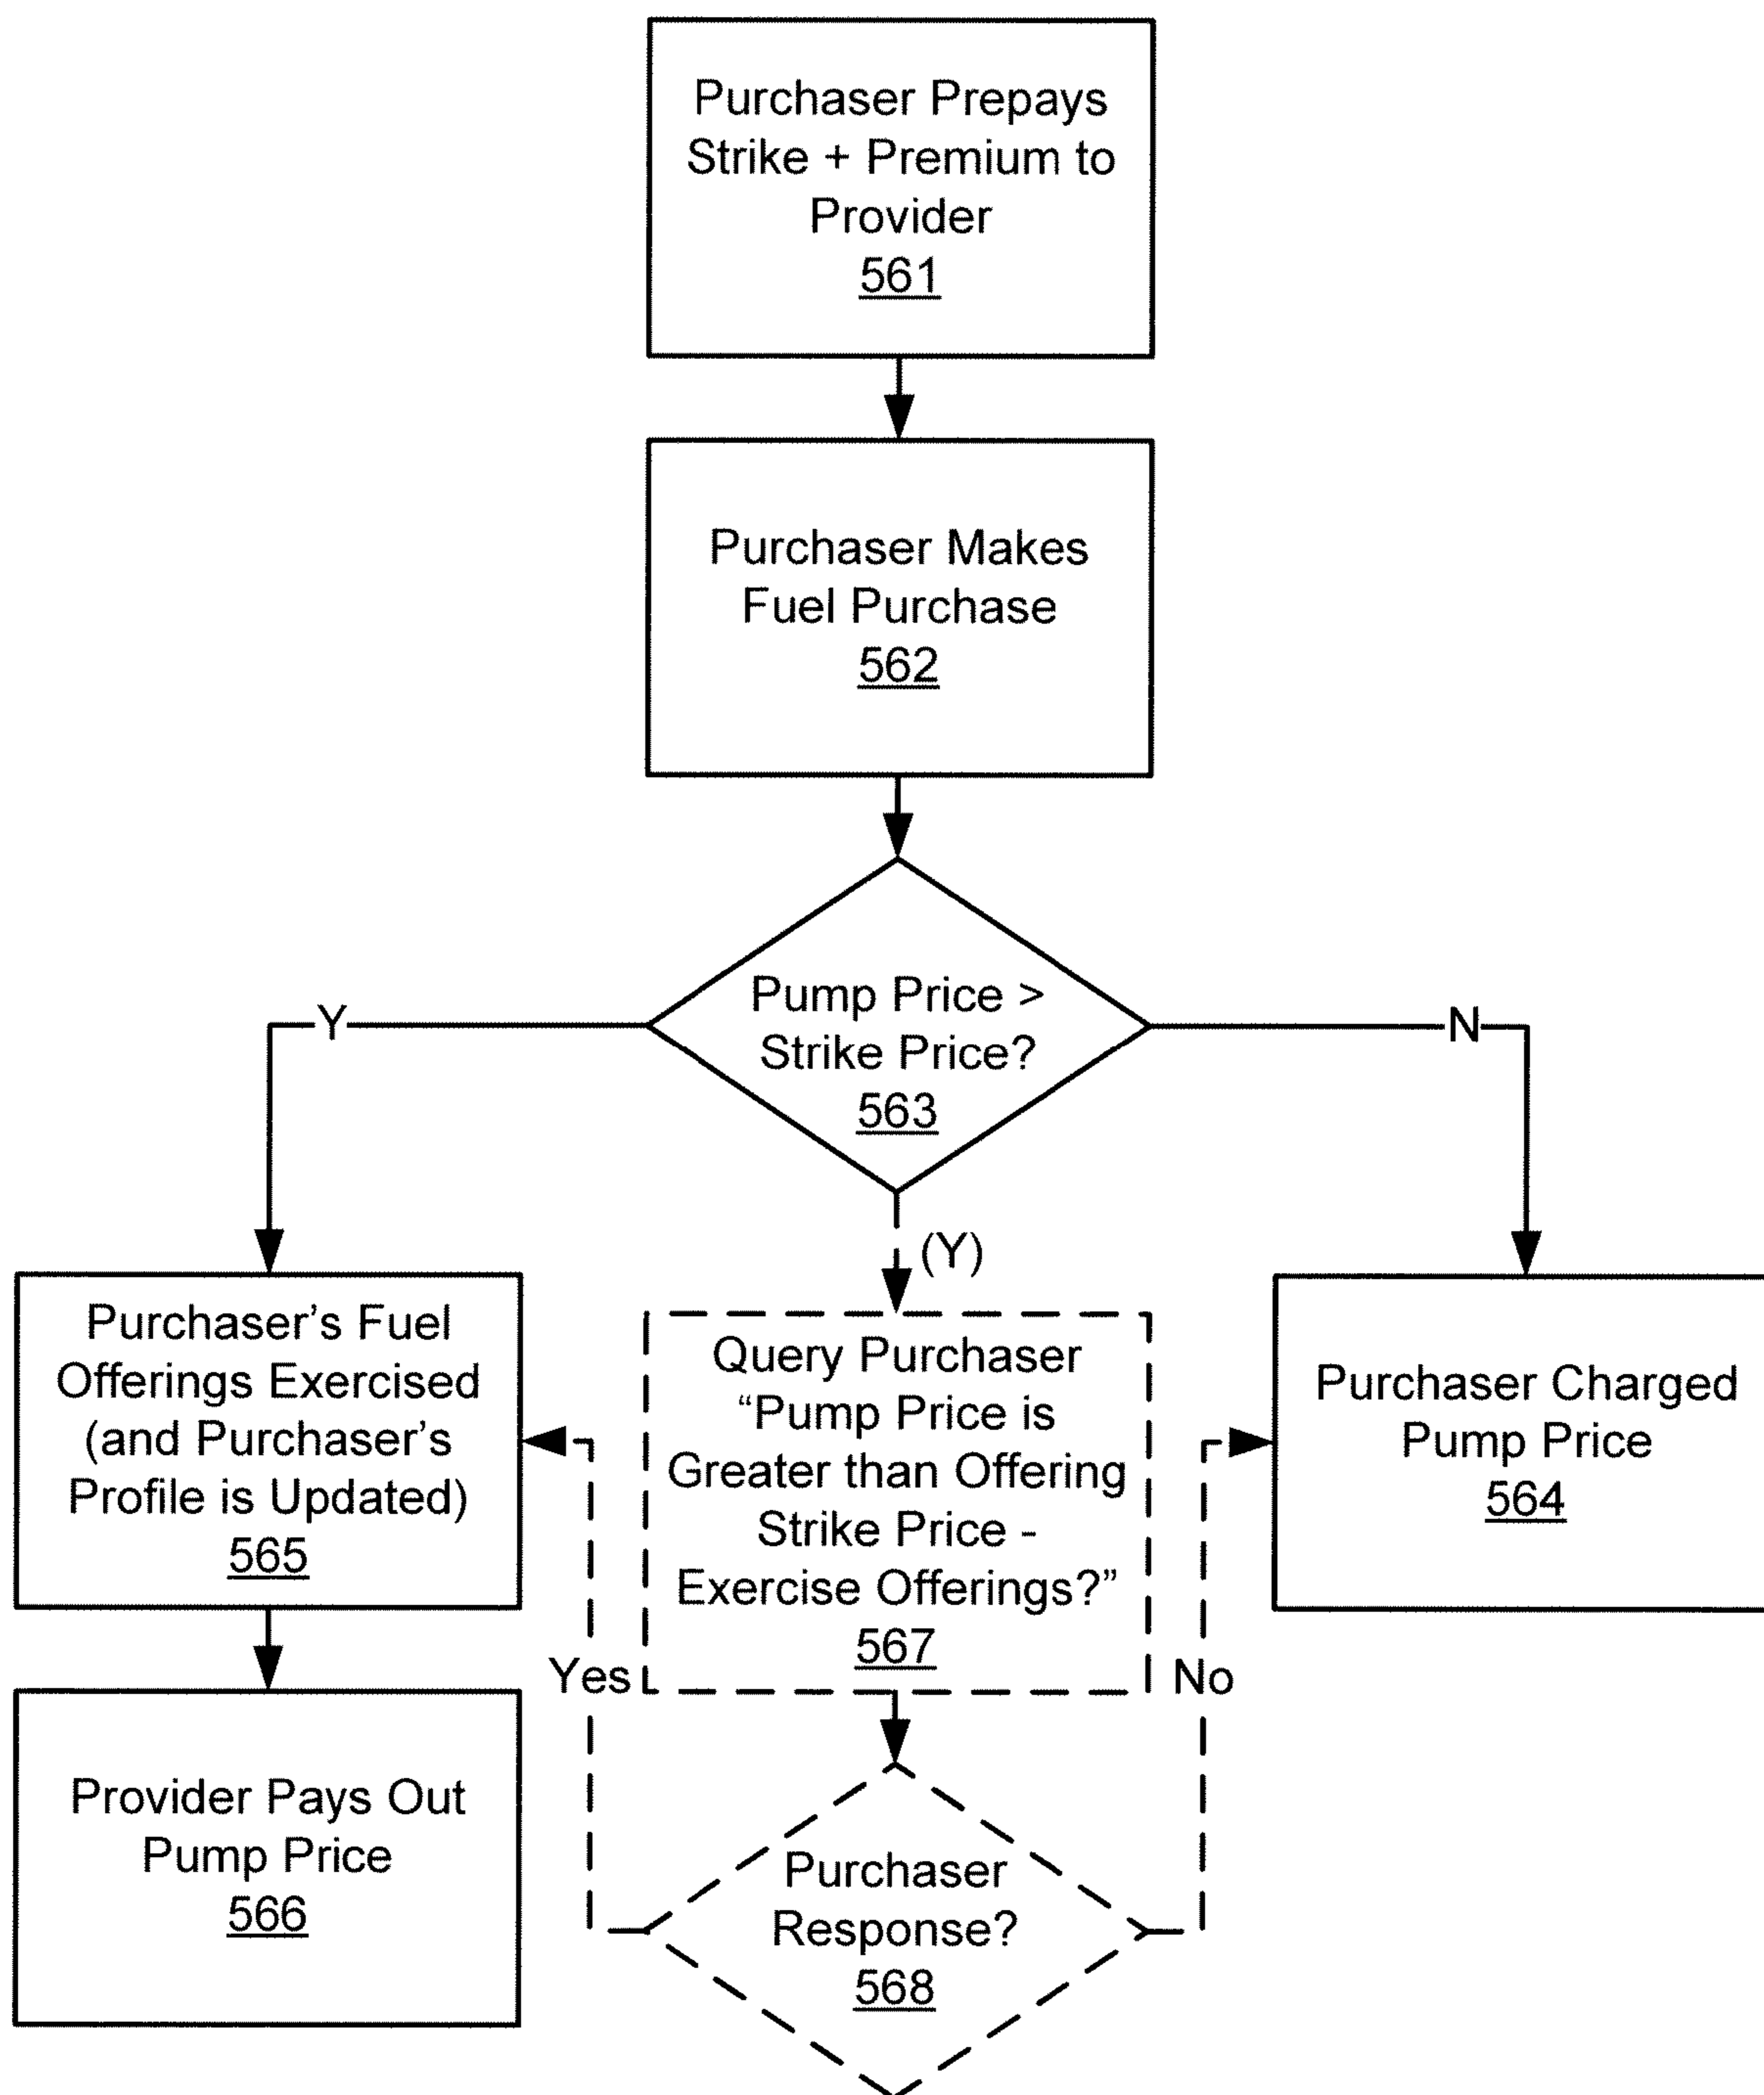 Purchaser Prepays
Strike + Premium to
Provider
561
Purchaser Makes
Fuel Purchase
562
Pump Price >
Strike Price?
563
Y
N
(Y)
Purchaser’s Fuel
Offerings Exercised
(and Purchaser’s
Profile is Updated)
565
Query Purchaser
“Pump Price is
Greater than Offering
Strike Price -
Exercise Offerings?”
567
Purchaser Charged
Pump Price
564
Yes
No
Provider Pays Out
Pump Price
566
Purchaser
Response?
568